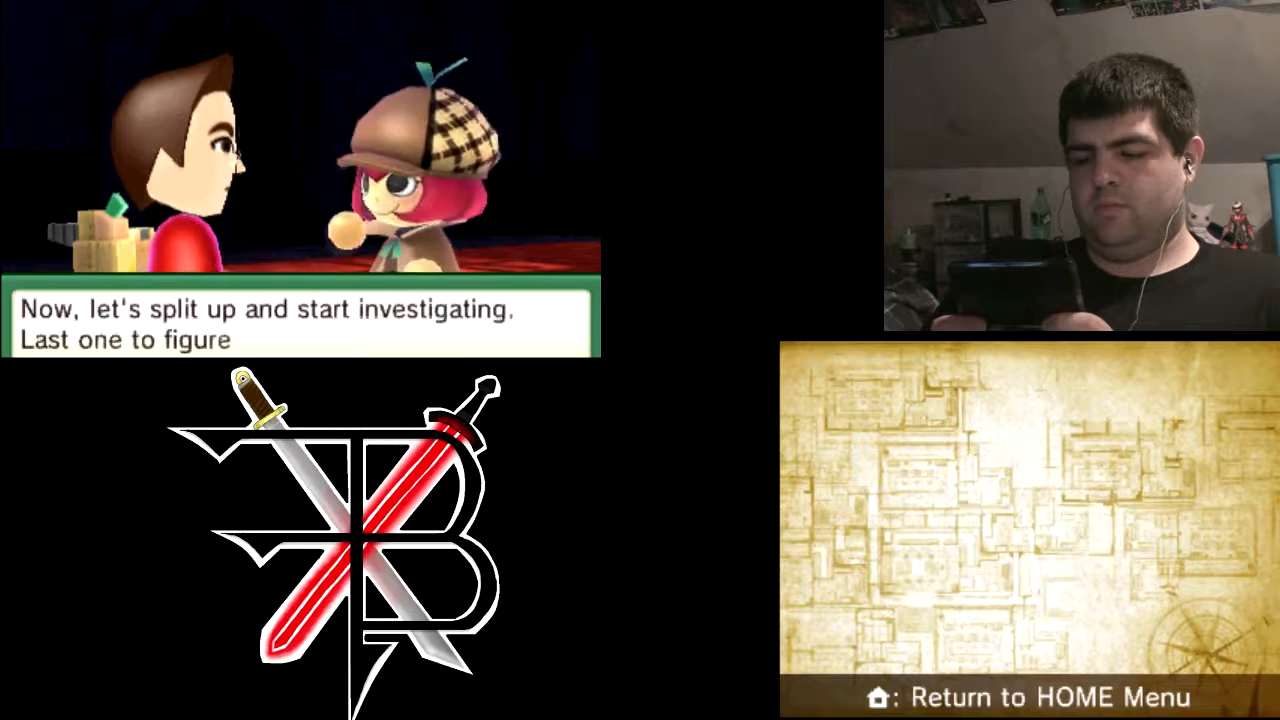 Now, let's split up and start investigating.
Last one to figure
: Return to HOME Menu